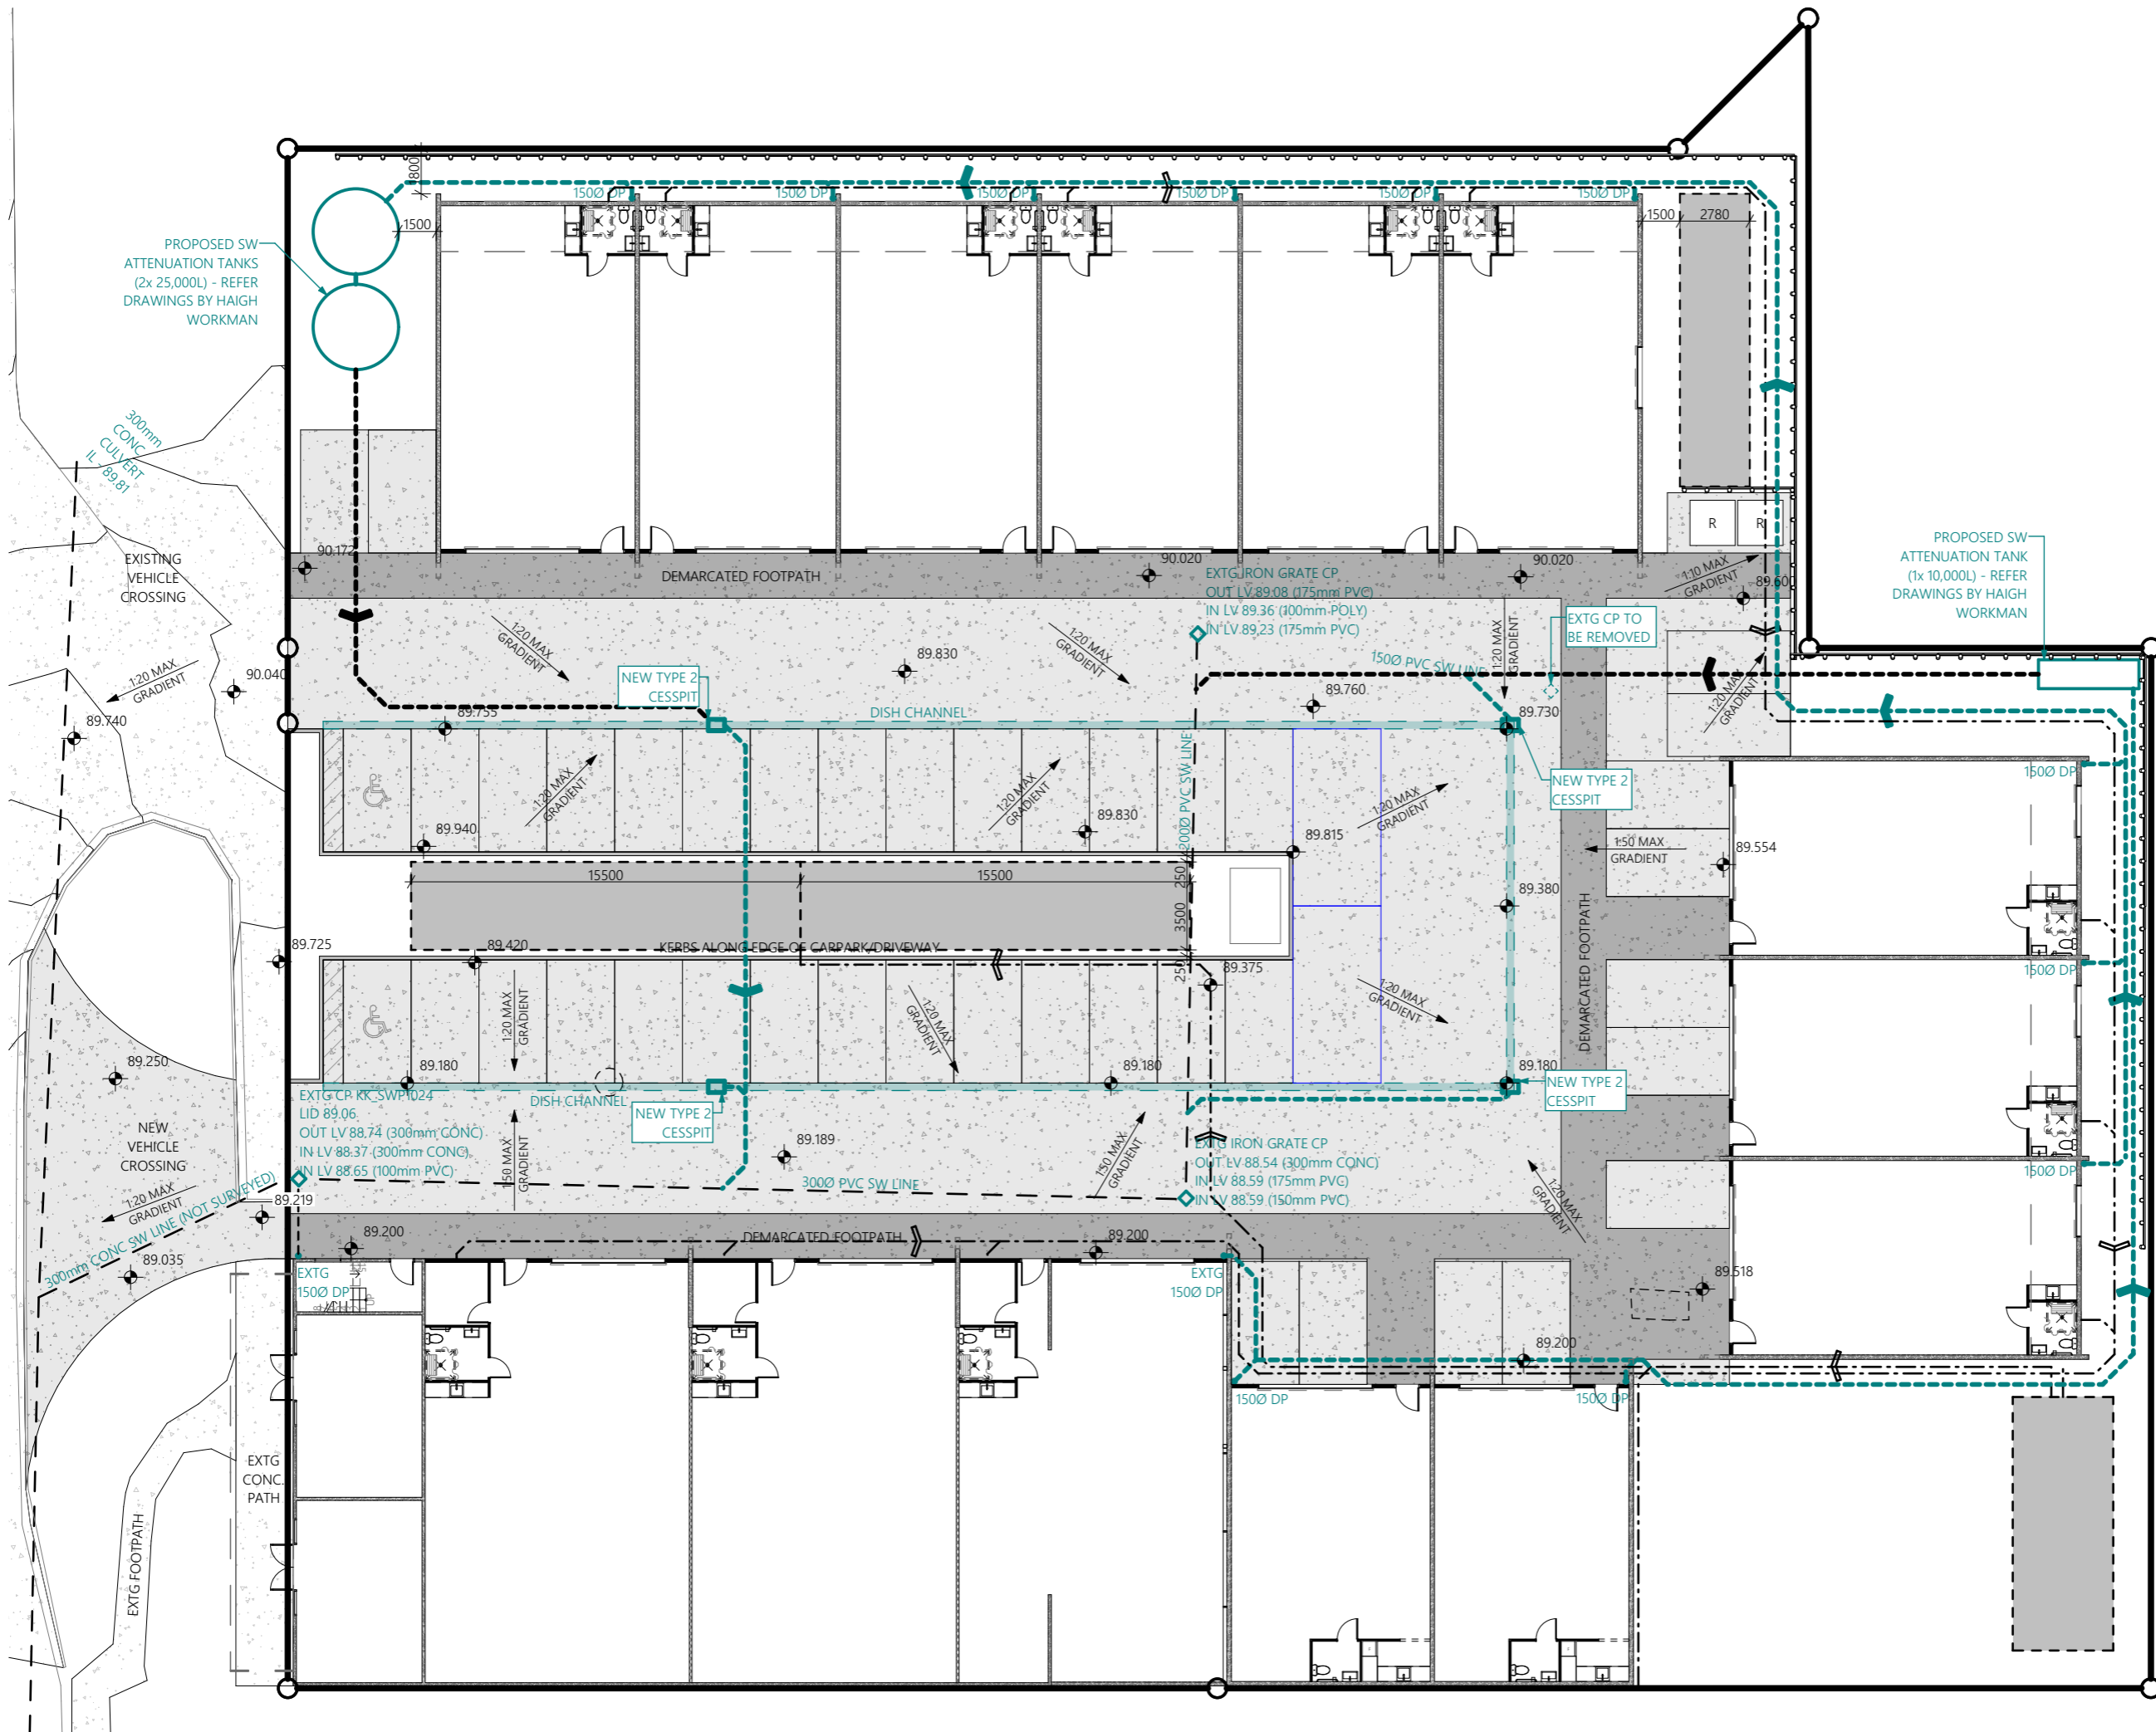 1800
150Ø DP
150Ø DP
150Ø DP
150Ø DP
150Ø DP
150Ø DP
1500
1500
2780
PROPOSED SW
ATTENUATION TANKS
(2x 25,000L) - REFER
DRAWINGS BY HAIGH
WORKMAN
300mm
CONC
CULVERT
IL - 89.81
EXISTING
VEHICLE
CROSSING
R
R
PROPOSED SW
ATTENUATION TANK
(1x 10,000L) - REFER
DRAWINGS BY HAIGH
WORKMAN
90.172
DEMARCATED FOOTPATH
90.020
90.020
1:10 MAX
GRADIENT
89.600
EXTG IRON GRATE CP
OUT LV 89.08 (175mm PVC)
IN LV 89.36 (100mm POLY)
IN LV 89.23 (175mm PVC)
EXTG CP TO
BE REMOVED
1:20 MAX
GRADIENT
1:20 MAX
GRADIENT
1:20 MAX
GRADIENT
1:20 MAX
GRADIENT
1:20 MAX
GRADIENT
90.040
89.740
NEW TYPE 2
CESSPIT
89.830
150Ø PVC SW LINE
89.760
89.755
DISH CHANNEL
89.730
200Ø PVC SW LINE
NEW TYPE 2
CESSPIT
150Ø DP
1:20 MAX
GRADIENT
1:20 MAX
GRADIENT
1:20 MAX
GRADIENT
89.940
89.830
89.815
1:50 MAX
GRADIENT
89.554
15500
15500
250
3500
250
89.380
DEMARCATED FOOTPATH
89.725
89.420
KERBS ALONG EDGE OF CARPARK/DRIVEWAY
89.375
150Ø DP
1:20 MAX
GRADIENT
1:20 MAX
GRADIENT
1:20 MAX
GRADIENT
89.250
89.180
89.180
89.180
EXTG CP KK_SWP1024
LID 89.06
OUT LV 88.74 (300mm CONC)
IN LV 88.37 (300mm CONC)
IN LV 88.65 (100mm PVC)
DISH CHANNEL
NEW TYPE 2
CESSPIT
NEW TYPE 2
CESSPIT
NEW
VEHICLE
CROSSING
1:50 MAX
GRADIENT
89.189
1:50 MAX
GRADIENT
EXTG IRON GRATE CP
OUT LV 88.54 (300mm CONC)
IN LV 88.59 (175mm PVC)
IN LV 88.59 (150mm PVC)
150Ø DP
300Ø PVC SW LINE
1:20 MAX
GRADIENT
1:20 MAX
GRADIENT
89.219
300mm CONC SW LINE (NOT SURVEYED)
89.035
89.200
DEMARCATED FOOTPATH
89.200
EXTG
150Ø DP
UP
EXTG
150Ø DP
89.518
89.200
150Ø DP
150Ø DP
EXTG
CONC.
PATH
EXTG FOOTPATH